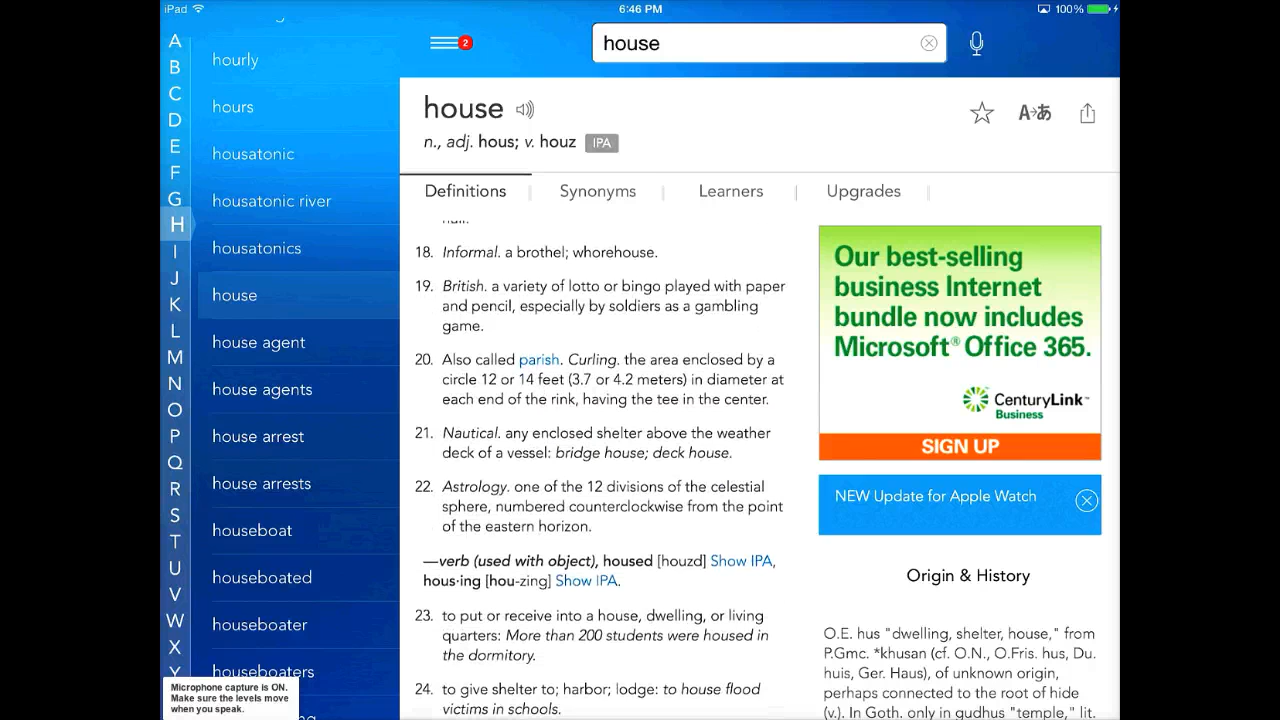 iPad
6:46 PM
100%
2
house
A
B
C
D
E
F
G
H
I
J
K
L
M
N
O
P
Q
R
S
T
U
V
W
X
Y
hourly
hours
housatonic
housatonic river
housatonics
house
house agent
house agents
house arrest
house arrests
houseboat
houseboated
houseboater
houseboaters
Microphone capture is ON.
Make sure the levels move
when you speak.
house
n., adj. hous; v. houz IPA
A→あ
Definitions | Synonyms | Learners | Upgrades |
18. Informal. a brothel; whorehouse.
19. British. a variety of lotto or bingo played with paper
and pencil, especially by soldiers as a gambling
game.
20. Also called parish. Curling. the area enclosed by a
circle 12 or 14 feet (3.7 or 4.2 meters) in diameter at
each end of the rink, having the tee in the center.
21. Nautical. any enclosed shelter above the weather
deck of a vessel: bridge house; deck house.
22. Astrology. one of the 12 divisions of the celestial
sphere, numbered counterclockwise from the point
of the eastern horizon.
—verb (used with object), housed [houzd] Show IPA,
hous·ing [hou-zing] Show IPA.
23. to put or receive into a house, dwelling, or living
quarters: More than 200 students were housed in
the dormitory.
24. to give shelter to; harbor; lodge: to house flood
victims in schools.
Our best-selling
business Internet
bundle now includes
Microsoft® Office 365.
CenturyLink™
Business
SIGN UP
NEW Update for Apple Watch
Origin & History
O.E. hus "dwelling, shelter, house," from
P.Gmc. *khusan (cf. O.N., O.Fris. hus, Du.
huis, Ger. Haus), of unknown origin,
perhaps connected to the root of hide
(v.). In Goth. only in gudhus "temple," lit.